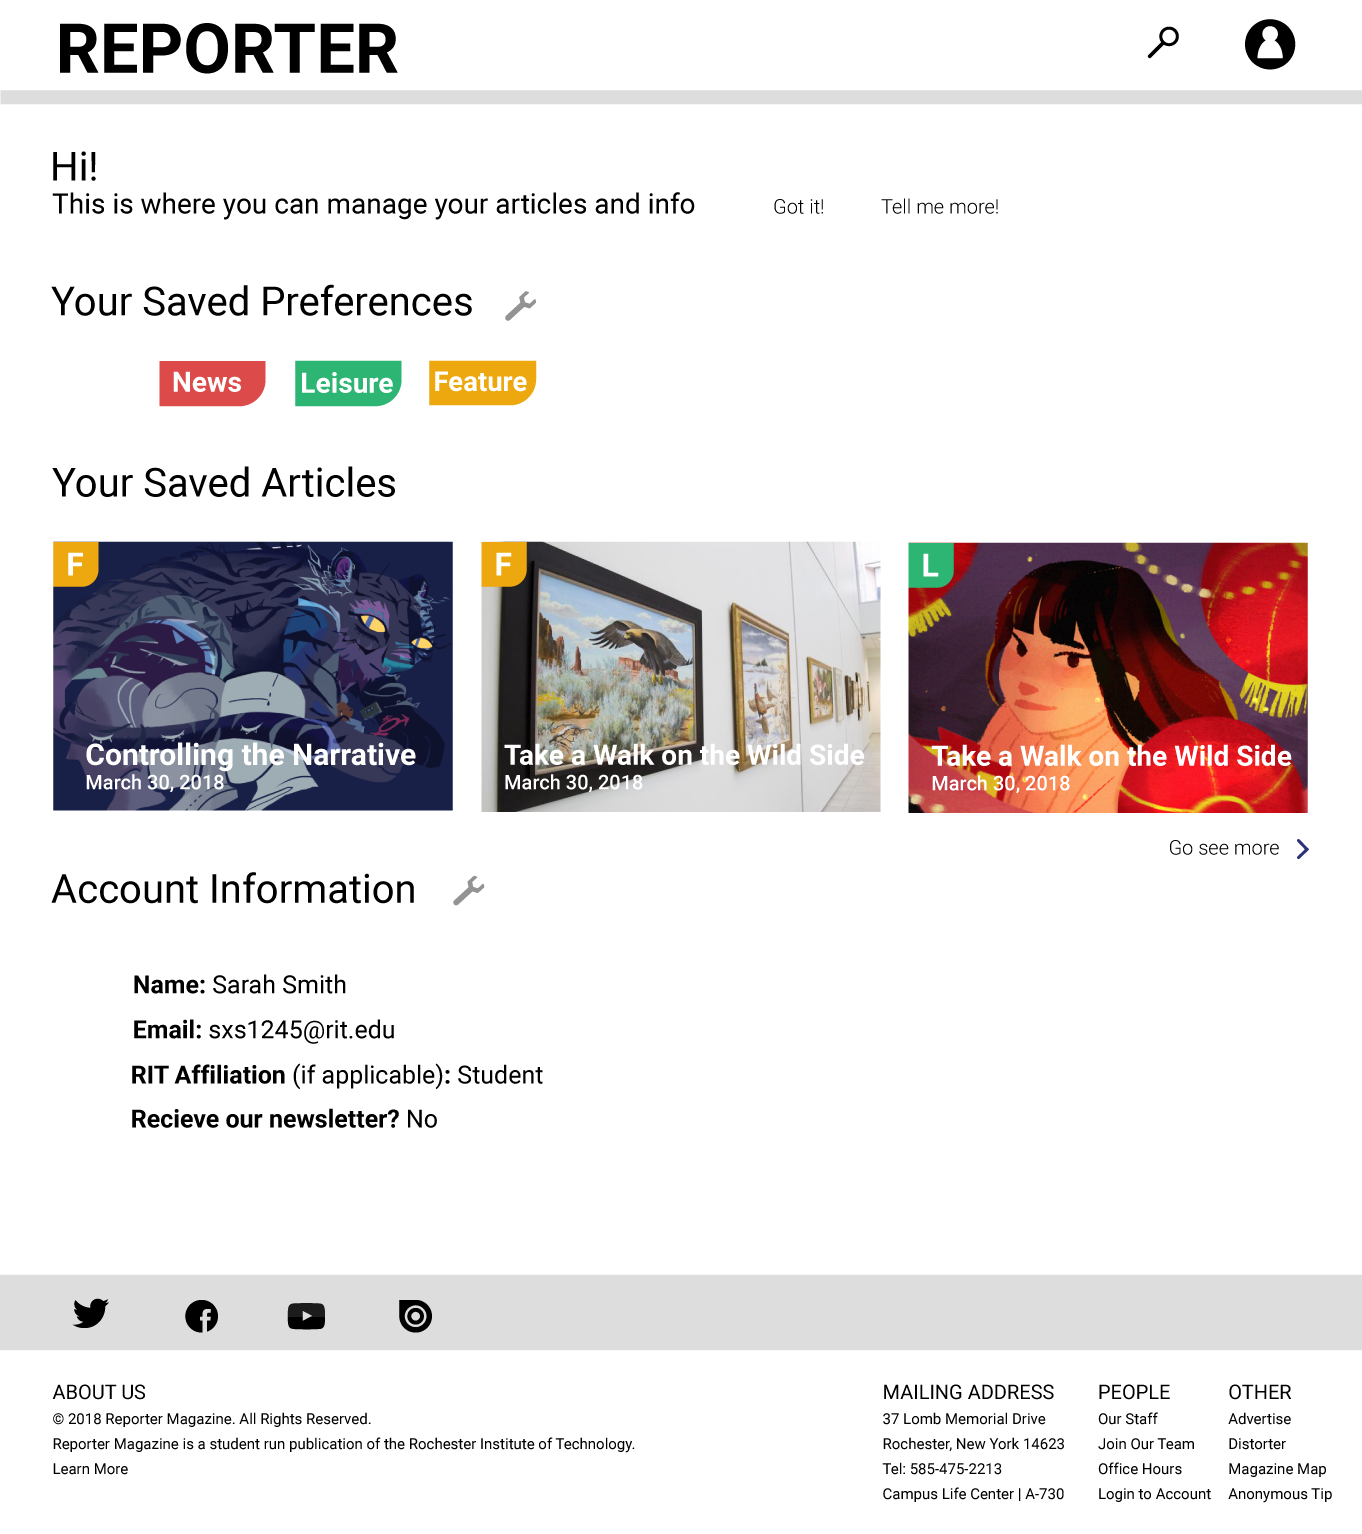 REPORTER
Hi!
This is where you can manage your articles and info
Got it!
Tell me more!
Your Saved Preferences
News
Leisure
Feature
Your Saved Articles
F
Controlling the Narrative
March 30, 2018
F
Take a Walk on the Wild Side
March 30, 2018
L
Take a Walk on the Wild Side
March 30, 2018
Go see more
Account Information
Name: Sarah Smith
Email: sxs1245@rit.edu
RIT Affiliation (if applicable): Student
Recieve our newsletter? No
ABOUT US
© 2018 Reporter Magazine. All Rights Reserved.
Reporter Magazine is a student run publication of the Rochester Institute of Technology.
Learn More
MAILING ADDRESS
37 Lomb Memorial Drive
Rochester, New York 14623
Tel: 585-475-2213
Campus Life Center | A-730
PEOPLE
Our Staff
Join Our Team
Office Hours
Login to Account
OTHER
Advertise
Distorter
Magazine Map
Anonymous Tip